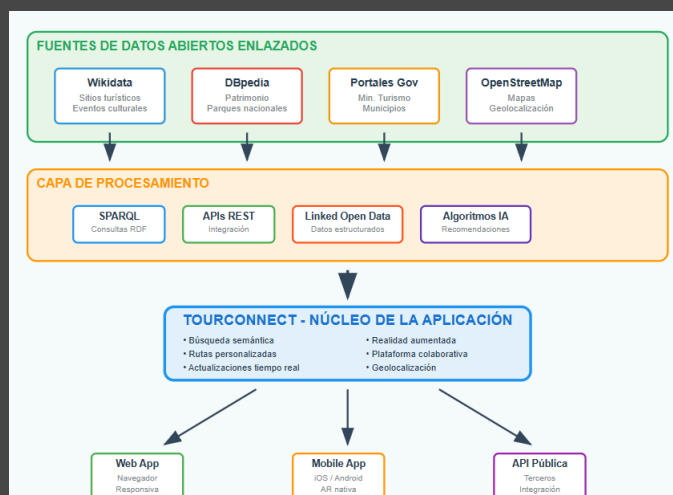 FUENTES DE DATOS ABIERTOS ENLAZADOS
Wikidata
Sitios turísticos
Eventos culturales
DBpedia
Patrimonio
Parques nacionales
Portales Gov
Min. Turismo
Municipios
OpenStreetMap
Mapas
Geolocalización
CAPA DE PROCESAMIENTO
SPARQL
Consultas RDF
APIs REST
Integración
Linked Open Data
Datos estructurados
Algoritmos IA
Recomendaciones
TOURCONNECT - NÚCLEO DE LA APLICACIÓN
• Búsqueda semántica
• Rutas personalizadas
• Actualizaciones tiempo real
• Realidad aumentada
• Plataforma colaborativa
• Geolocalización
Web App
Navegador
Responsiva
Mobile App
iOS / Android
AR nativa
API Pública
Terceros
Integración